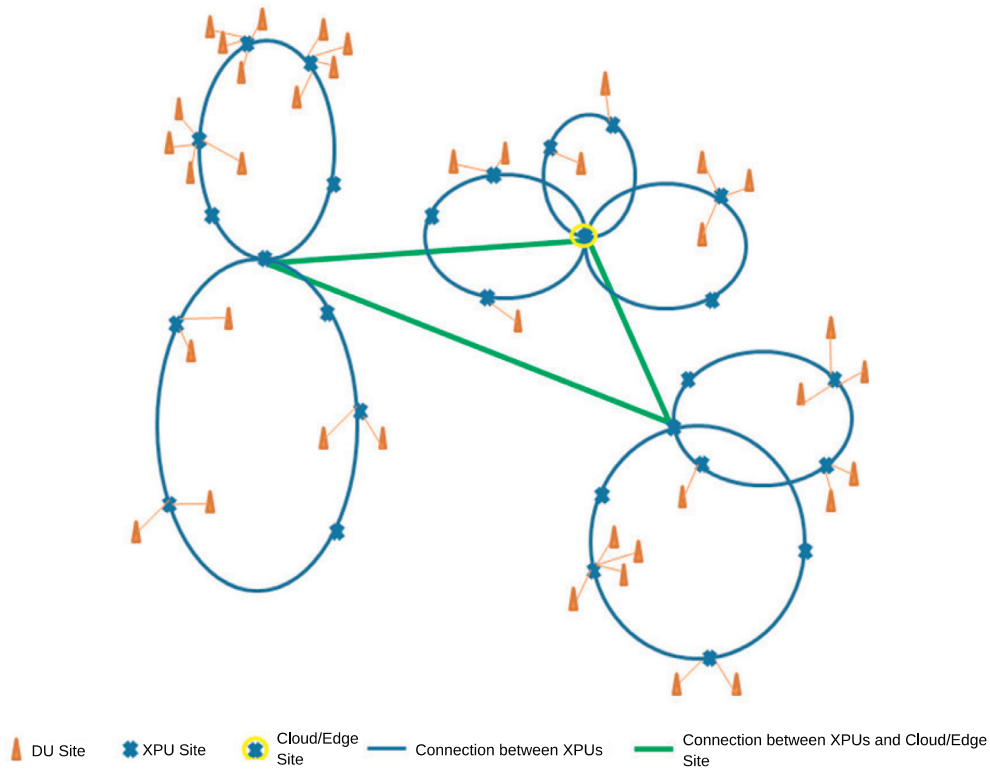 DU Site
XPU Site
Cloud/Edge
Site
Connection between XPUs
Connection between XPUs and Cloud/Edge
Site